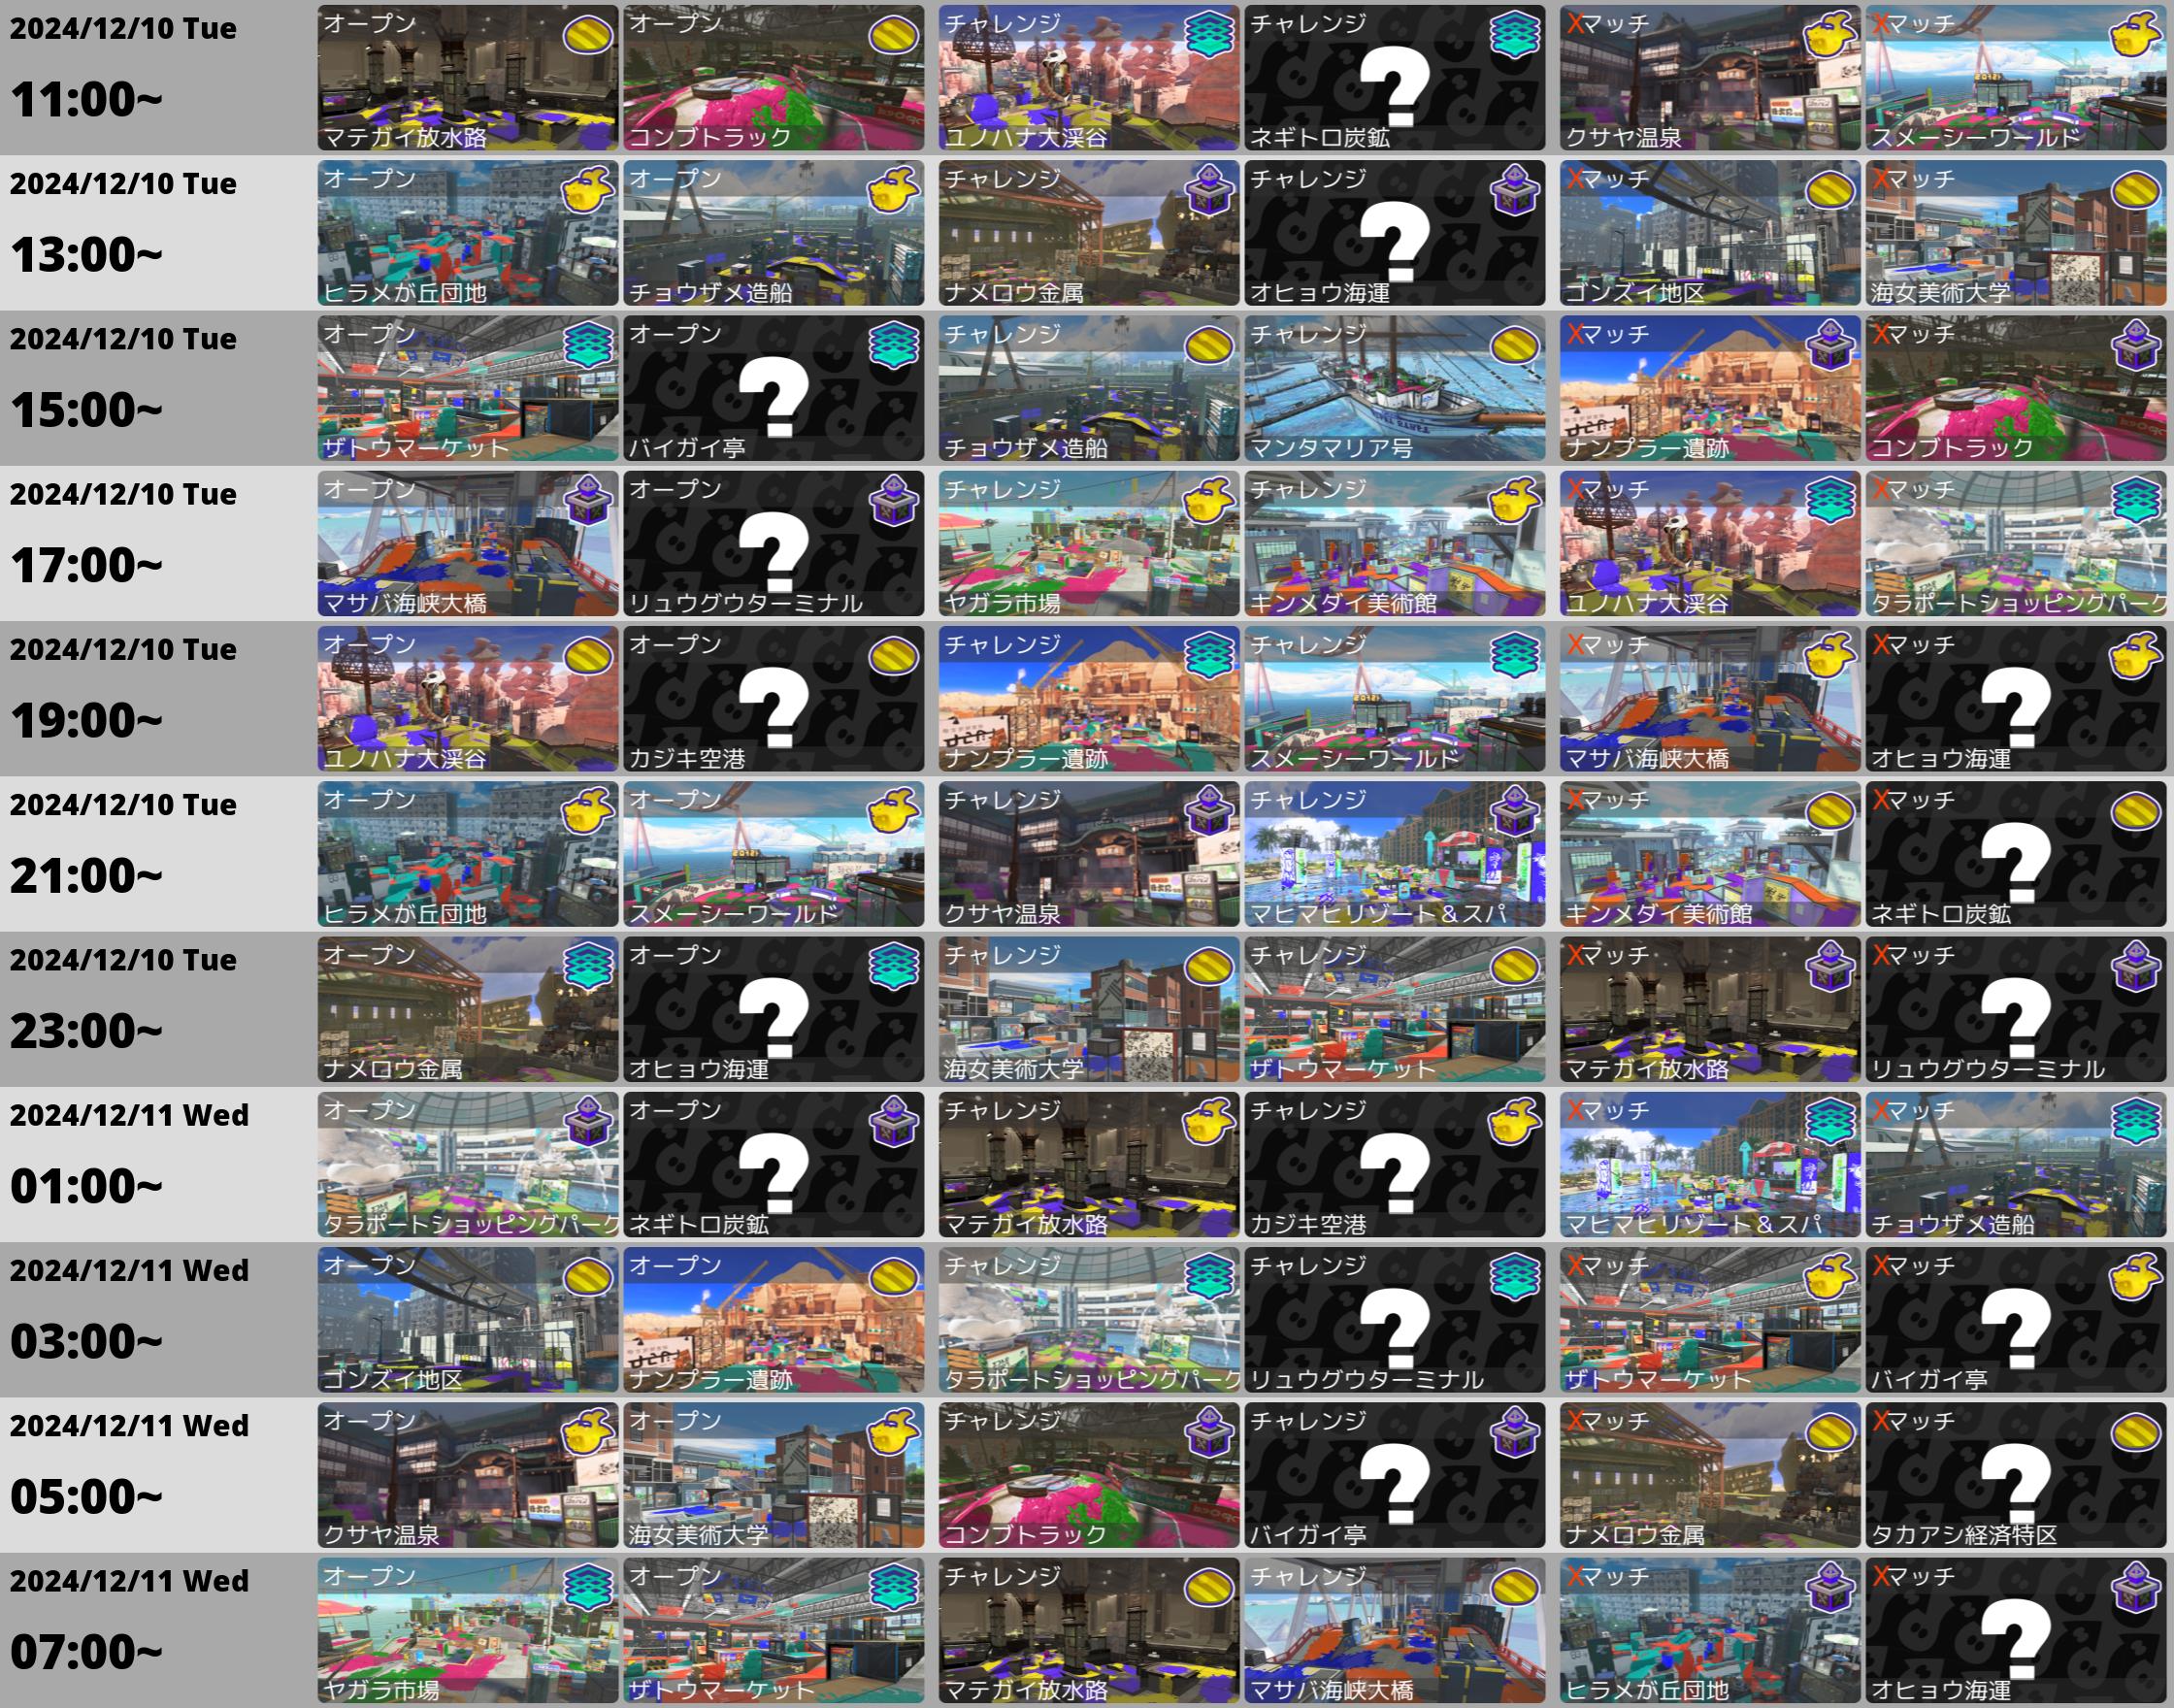 2024/12/10 Tue
11:00~
オープン
マテガイ放水路
オープン
コンブトラック
チャレンジ
ユノハナ大渓谷
チャレンジ
ネギトロ炭鉱
Xマッチ
クサヤ温泉
Xマッチ
スメーシーワールド
2024/12/10 Tue
13:00~
オープン
ヒラメが丘団地
オープン
チョウザメ造船
チャレンジ
ナメロウ金属
チャレンジ
オヒョウ海運
Xマッチ
ゴンズイ地区
Xマッチ
海女美術大学
2024/12/10 Tue
15:00~
オープン
ザトウマーケット
オープン
バイガイ亭
チャレンジ
チョウザメ造船
チャレンジ
マンタマリア号
Xマッチ
ナンプラー遺跡
Xマッチ
コンブトラック
2024/12/10 Tue
17:00~
オープン
マサバ海峡大橋
オープン
リュウグウターミナル
チャレンジ
ヤガラ市場
チャレンジ
キンメダイ美術館
Xマッチ
ユノハナ大渓谷
Xマッチ
タラポートショッピングパーク
2024/12/10 Tue
19:00~
オープン
ユノハナ大渓谷
オープン
カジキ空港
チャレンジ
ナンプラー遺跡
チャレンジ
スメーシーワールド
Xマッチ
マサバ海峡大橋
Xマッチ
オヒョウ海運
2024/12/10 Tue
21:00~
オープン
ヒラメが丘団地
オープン
スメーシーワールド
チャレンジ
クサヤ温泉
チャレンジ
マヒマヒリゾート＆スパ
Xマッチ
キンメダイ美術館
Xマッチ
ネギトロ炭鉱
2024/12/10 Tue
23:00~
オープン
ナメロウ金属
オープン
オヒョウ海運
チャレンジ
海女美術大学
チャレンジ
ザトウマーケット
Xマッチ
マテガイ放水路
Xマッチ
リュウグウターミナル
2024/12/11 Wed
01:00~
オープン
タラポートショッピングパーク
オープン
ネギトロ炭鉱
チャレンジ
マテガイ放水路
チャレンジ
カジキ空港
Xマッチ
マヒマヒリゾート＆スパ
Xマッチ
チョウザメ造船
2024/12/11 Wed
03:00~
オープン
ゴンズイ地区
オープン
ナンプラー遺跡
チャレンジ
タラポートショッピングパーク
チャレンジ
リュウグウターミナル
Xマッチ
ザトウマーケット
Xマッチ
バイガイ亭
2024/12/11 Wed
05:00~
オープン
クサヤ温泉
オープン
海女美術大学
チャレンジ
コンブトラック
チャレンジ
バイガイ亭
Xマッチ
ナメロウ金属
Xマッチ
タカアシ経済特区
2024/12/11 Wed
07:00~
オープン
ヤガラ市場
オープン
ザトウマーケット
チャレンジ
マテガイ放水路
チャレンジ
マサバ海峡大橋
Xマッチ
ヒラメが丘団地
Xマッチ
オヒョウ海運